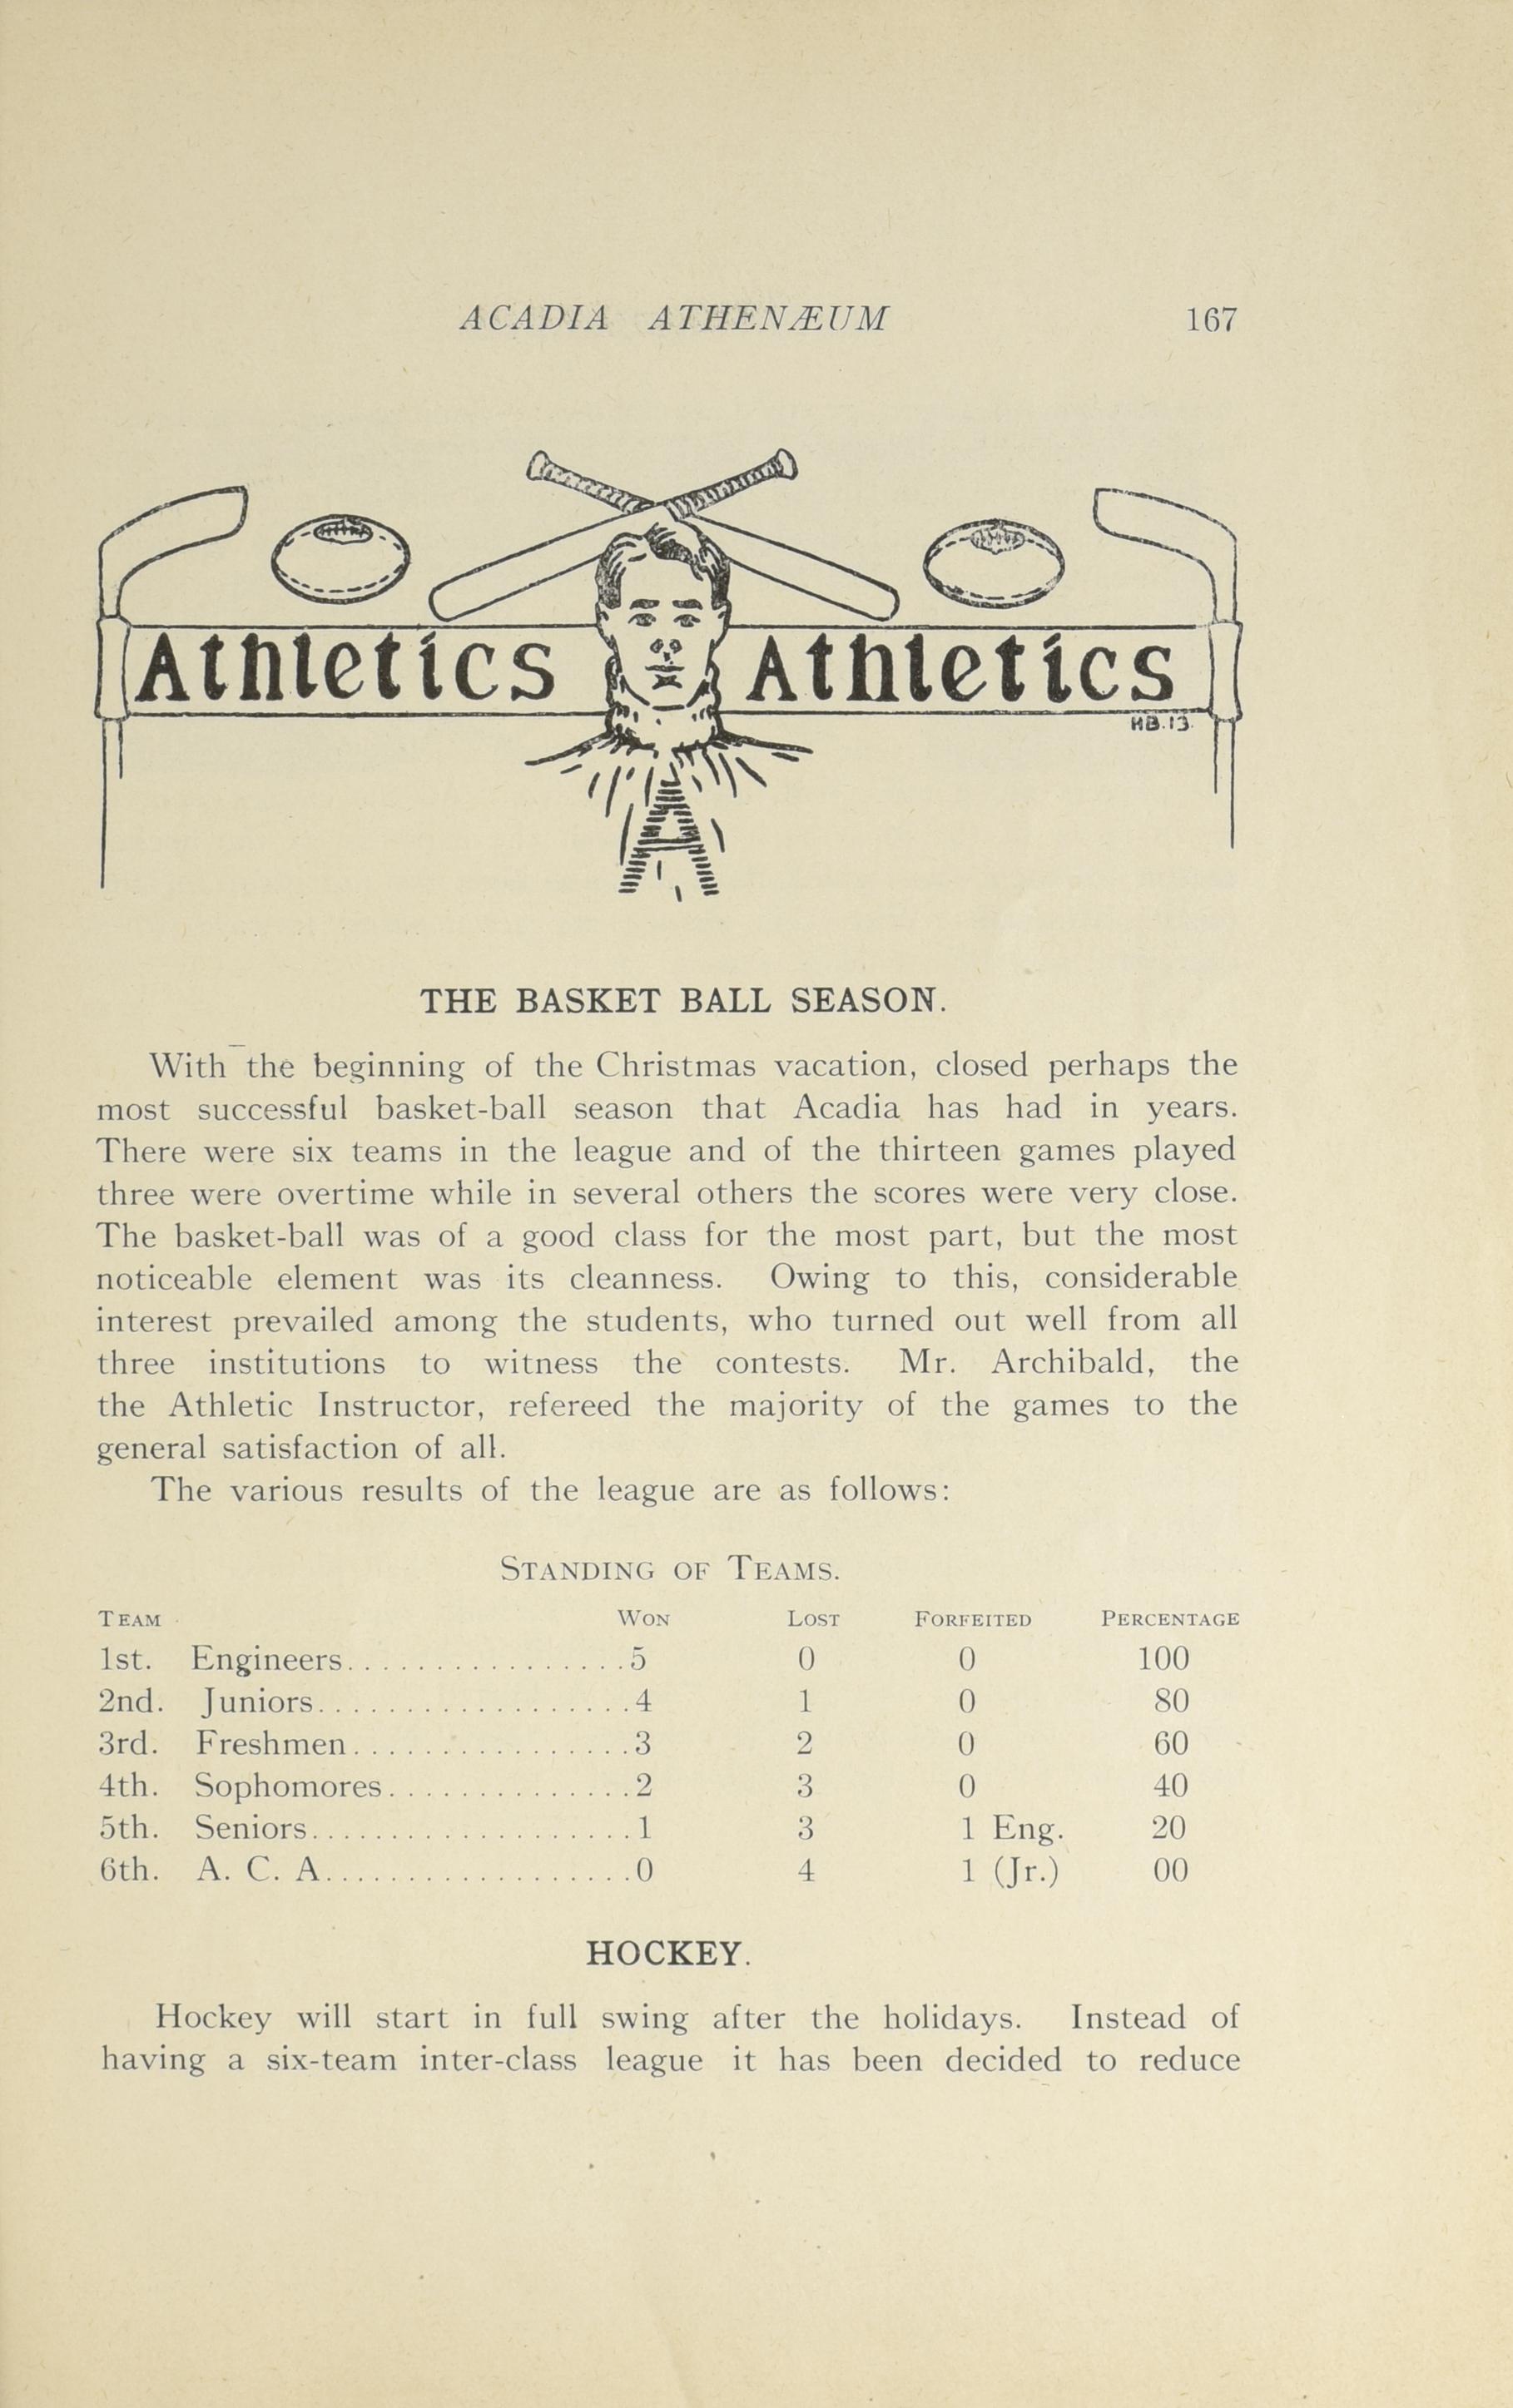 ACADIA ATHENÆUM 167
Athletics Athletics
HB.13.
A
THE BASKET BALL SEASON.
With the beginning of the Christmas vacation, closed perhaps the
most successful basket-ball season that Acadia has had in years.
There were six teams in the league and of the thirteen games played
three were overtime while in several others the scores were very close.
The basket-ball was of a good class for the most part, but the most
noticeable element was its cleanness. Owing to this, considerable
interest prevailed among the students, who turned out well from all
three institutions to witness the contests. Mr. Archibald, the
the Athletic Instructor, refereed the majority of the games to the
general satisfaction of all.
The various results of the league are as follows:
STANDING OF TEAMS.
TEAM WON LOST FORFEITED PERCENTAGE
1st. Engineers................5 0 0 100
2nd. Juniors..................4 1 0 80
3rd. Freshmen................3 2 0 60
4th. Sophomores..............2 3 0 40
5th. Seniors...................1 3 1 Eng. 20
6th. A. C. A..................0 4 1 (Jr.) 00
HOCKEY.
Hockey will start in full swing after the holidays. Instead of
having a six-team inter-class league it has been decided to reduce